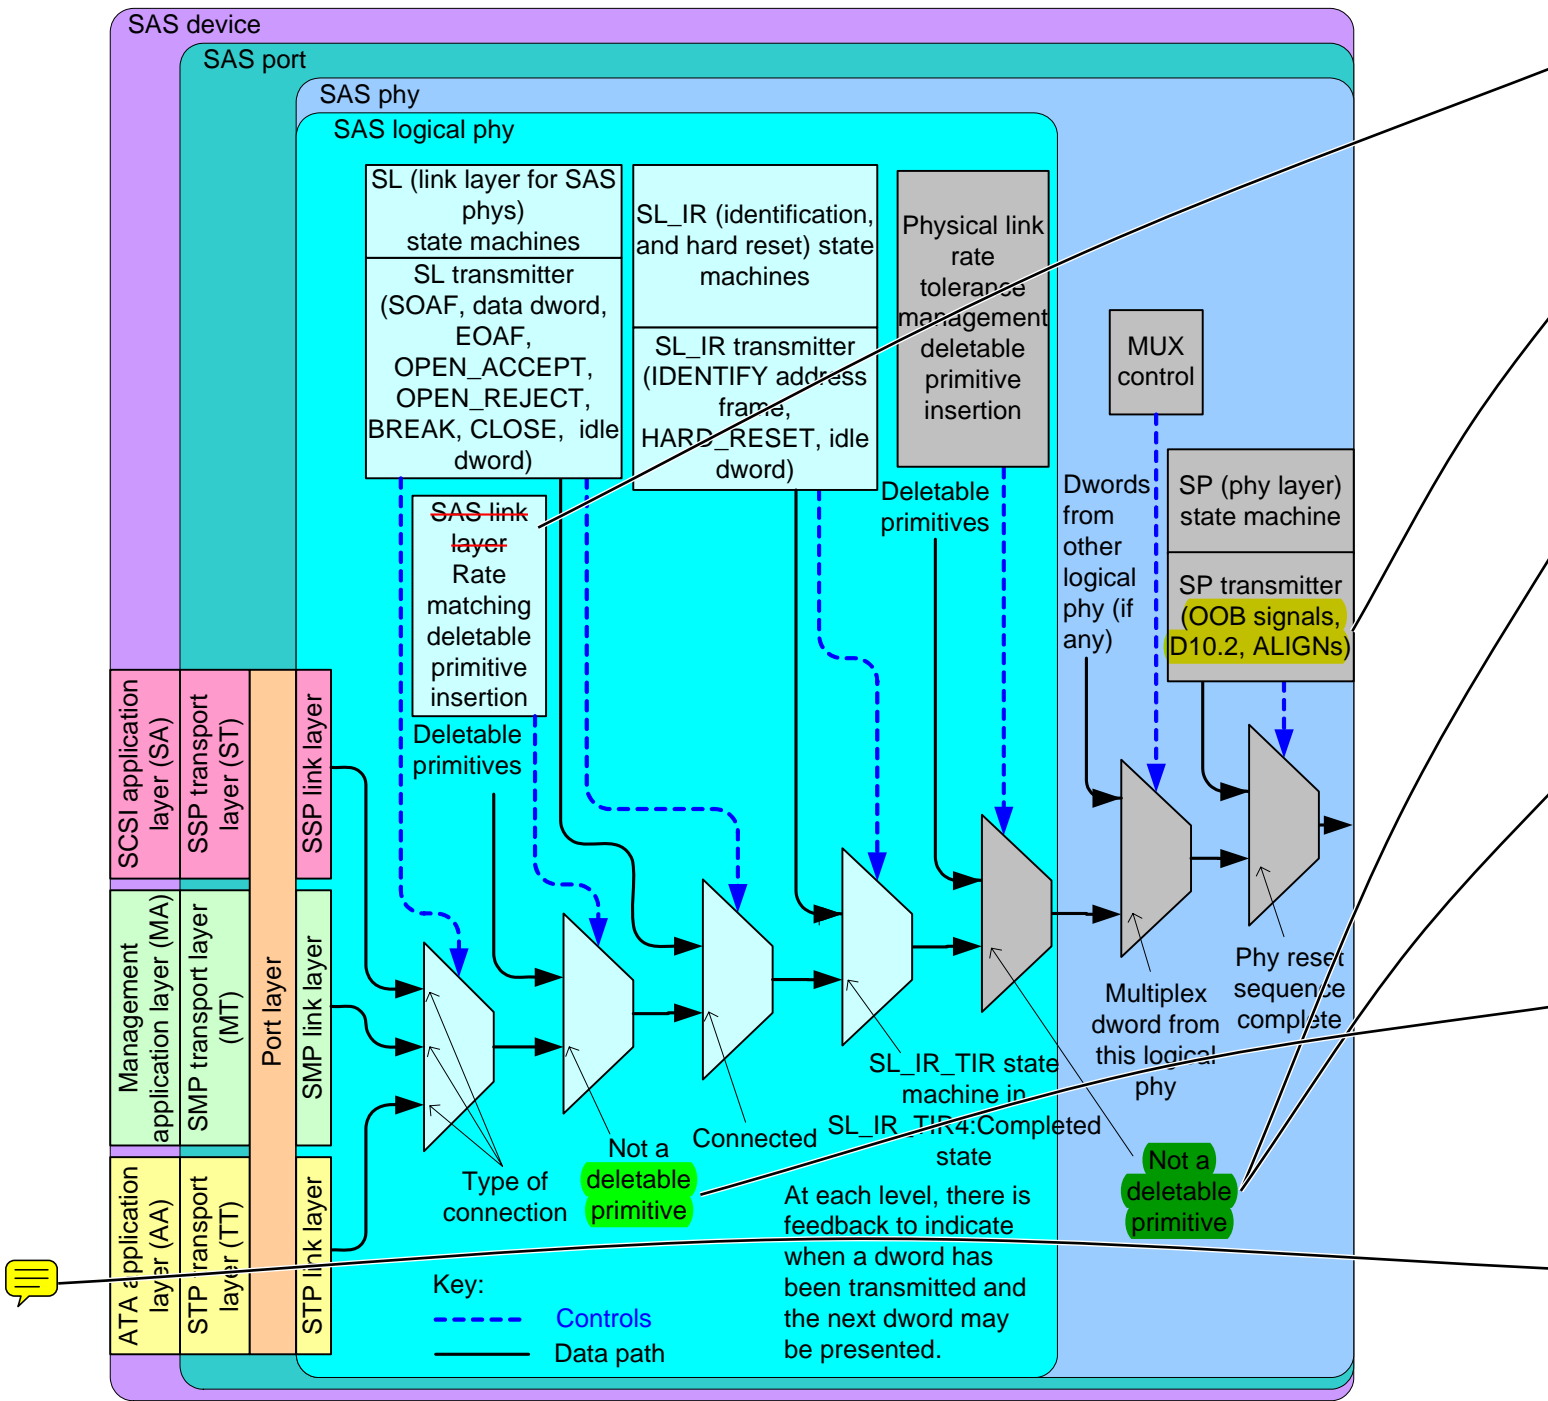 SAS device
SAS port
SAS phy
SAS logical phy
SL (link layer for SAS
phys)
state machines
SL transmitter
(SOAF, data dword,
EOAF,
OPEN_ACCEPT,
OPEN_REJECT,
BREAK, CLOSE, idle
dword)
SL_IR (identification,
and hard reset) state
machines
SL_IR transmitter
(IDENTIFY address
frame,
HARD_RESET, idle
dword)
Physical link
rate
tolerance
management
deletable
primitive
insertion
MUX
control
SAS link
layer
Rate
matching
deletable
primitive
insertion
Deletable
primitives
Deletable
primitives
Dwords
from
other
logical
phy (if
any)
SP (phy layer)
state machine
SP transmitter
(OOB signals,
D10.2, ALIGNs)
SCSI application
layer (SA)
SSP transport
layer (ST)
SSP link layer
Management
application layer (MA)
SMP transport layer
(MT)
Port layer
SMP link layer
ATA application
layer (AA)
STP transport
layer (TT)
STP link layer
Type of
connection
Not a
deletable
primitive
Connected
SL_IR_TIR state
machine in
SL_IR_TIR4:Completed
state
Multiplex
dword from
this logical
phy
Phy reset
sequence
complete
Not a
deletable
primitive
At each level, there is
feedback to indicate
when a dword has
been transmitted and
the next dword may
be presented.
Key:
Controls
Data path